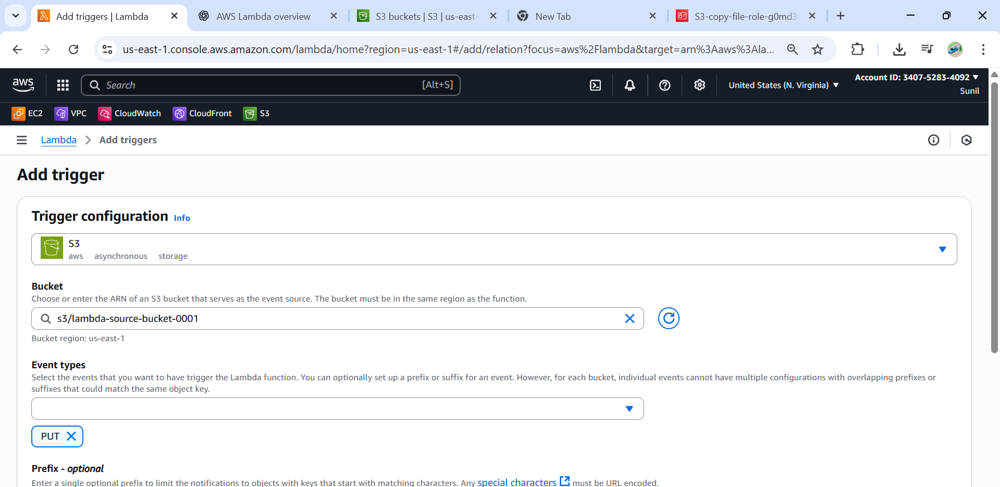 Add triggers | Lambda
AWS Lambda overview
S3 buckets | S3 | us-east-
New Tab
S3-copy-file-role-g0md3
us-east-1.console.aws.amazon.com/lambda/home?region=us-east-1#/add/relation?focus=aws%2Flambda&target=arn%3Aaws%3Ala...
aws
Search
[Alt+S]
United States (N. Virginia)
Account ID: 3407-5283-4092
Sunil
EC2
VPC
CloudWatch
CloudFront
S3
Lambda
Add triggers
Add trigger
Trigger configuration Info
S3
aws asynchronous storage
Bucket
Choose or enter the ARN of an S3 bucket that serves as the event source. The bucket must be in the same region as the function.
s3/lambda-source-bucket-0001
Bucket region: us-east-1
Event types
Select the events that you want to have trigger the Lambda function. You can optionally set up a prefix or suffix for an event. However, for each bucket, individual events cannot have multiple configurations with overlapping prefixes or
suffixes that could match the same object key.
PUT
Prefix - optional
Enter a single optional prefix to limit the notifications to objects with keys that start with matching characters. Any special characters must be URL encoded.